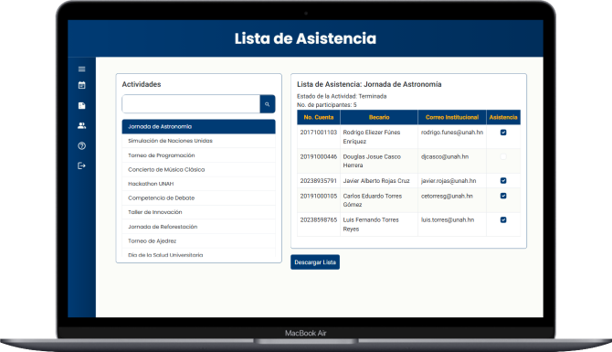 Lista de Asistencia
Actividades
Jornada de Astronomía
Simulación de Naciones Unidas
Torneo de Programación
Concierto de Música Clásica
Hackathon UNAH
Competencia de Debate
Taller de Innovación
Jornada de Reforestación
Torneo de Ajedrez
Día de la Salud Universitaria
Lista de Asistencia: Jornada de Astronomía
Estado de la Actividad: Terminada
No. de participantes: 5
No. Cuenta Becario Correo Institucional Asistencia
20171001103 Rodrigo Eliezer Fúnes rodrigo.funes@unah.hn
Enríquez
20191000446 Douglas Josue Casco djcasco@unah.hn
Herrera
20238935791 Javier Alberto Rojas Cruz javier.rojas@unah.hn
20191000105 Carlos Eduardo Torres cetorresg@unah.hn
Gómez
20238598765 Luis Fernando Torres luis.torres@unah.hn
Reyes
Descargar Lista
MacBook Air